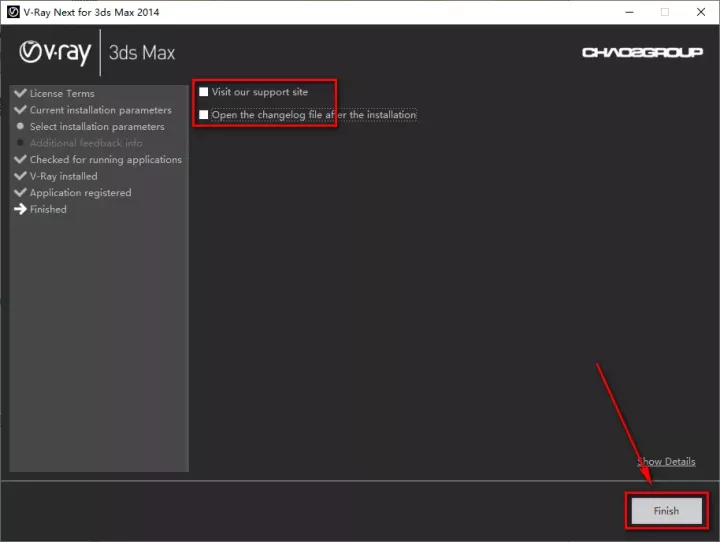 V-Ray Next for 3ds Max 2014
v-ray 3ds Max
CHAOSGROUP
License Terms
Current installation parameters
Select installation parameters
Additional feedback info
Checked for running applications
V-Ray installed
Application registered
Finished
Visit our support site
Open the changelog file after the installation
Show Details
Finish